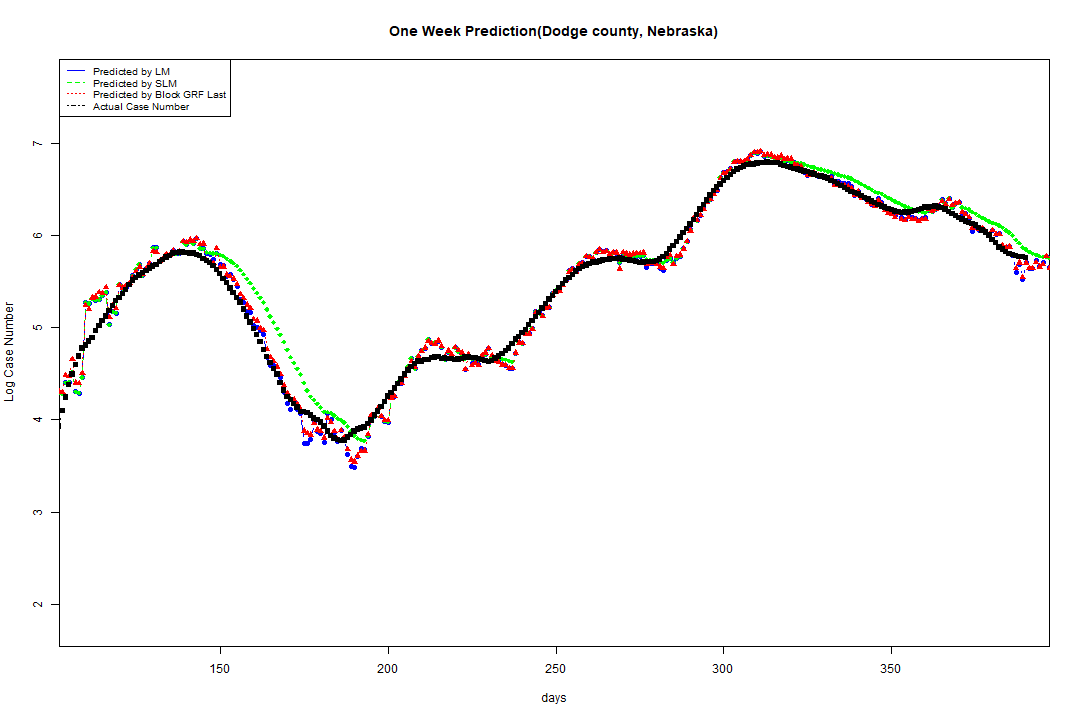 One Week Prediction(Dodge county, Nebraska)
Predicted by LM
Predicted by SLM
Predicted by Block GRF Last
Actual Case Number
Log Case Number
7
6
5
4
3
2
150 200 250 300 350
days